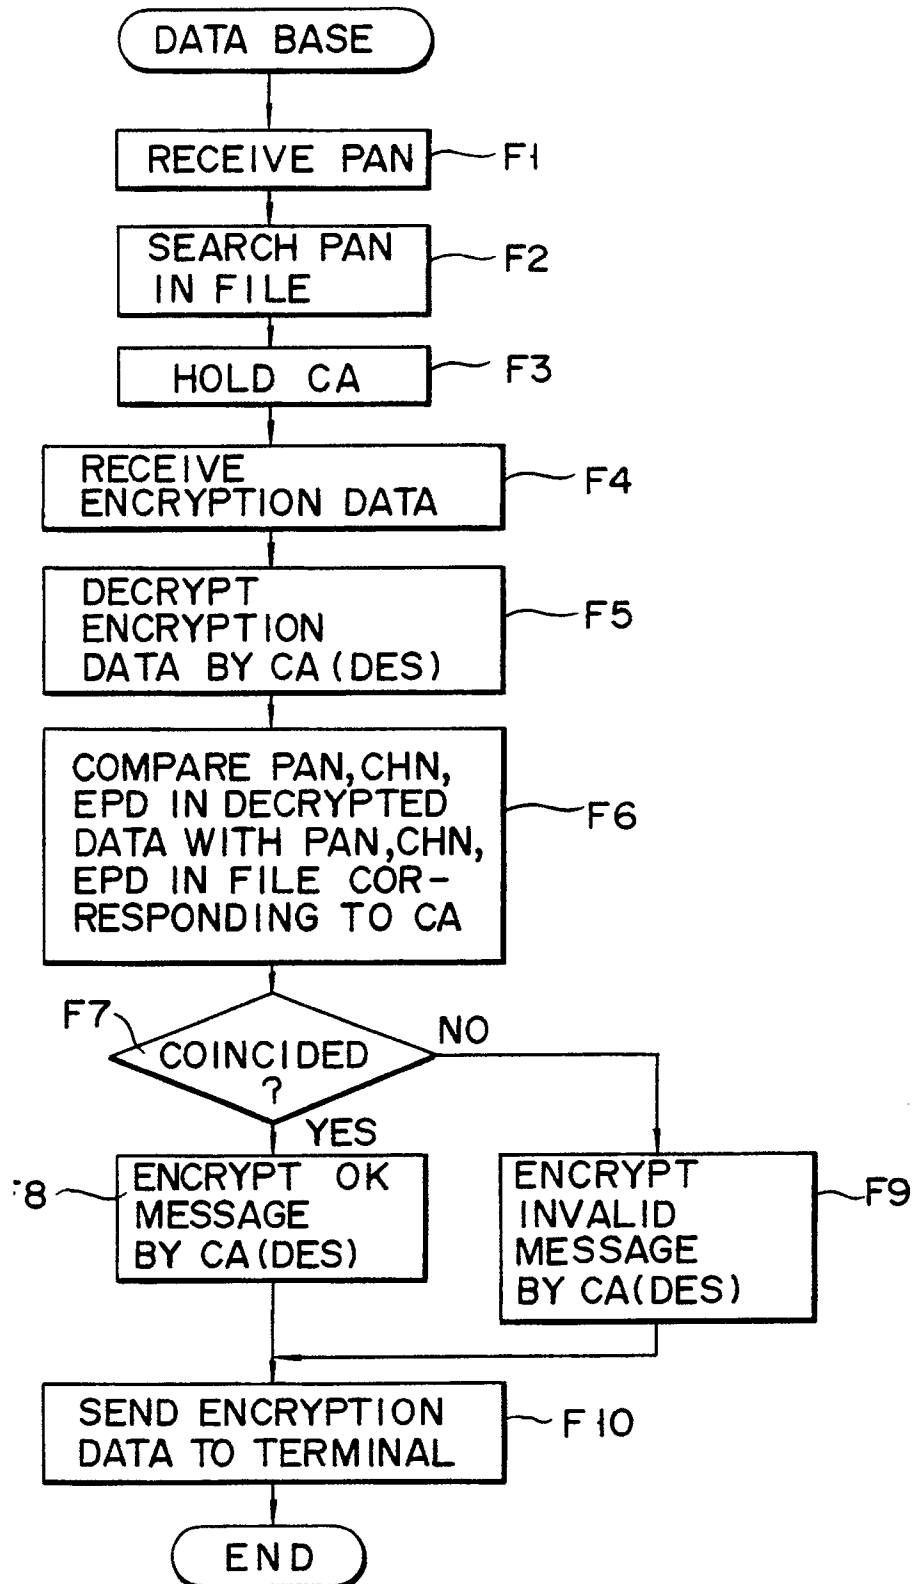 DATA BASE
RECEIVE PAN
F1
SEARCH PAN
IN FILE
F2
HOLD CA
F3
RECEIVE
ENCRYPTION DATA
F4
DECRYPT
ENCRYPTION
DATA BY CA (DES)
F5
COMPARE PAN, CHN,
EPD IN DECRYPTED
DATA WITH PAN, CHN,
EPD IN FILE COR-
RESPONDING TO CA
F6
F7
COINCIDED
?
NO
YES
F8
ENCRYPT OK
MESSAGE
BY CA (DES)
ENCRYPT
INVALID
MESSAGE
BY CA (DES)
F9
SEND ENCRYPTION
DATA TO TERMINAL
F10
END